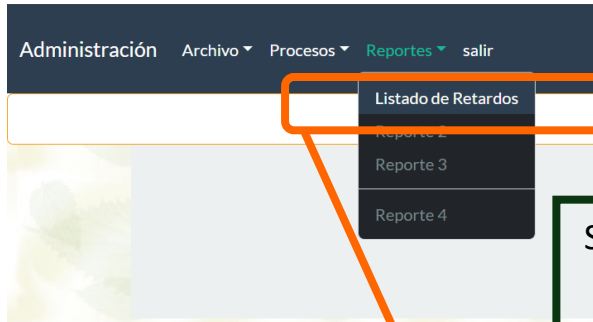 Administración Archivo Procesos Reportes salir
Listado de Retardos
Reporte 2
Reporte 3
Reporte 4
S